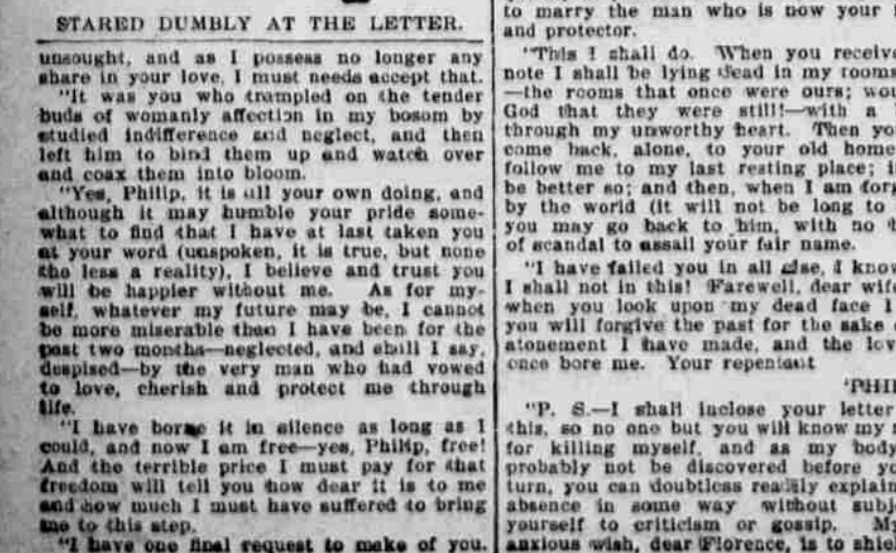 STARED DUMBLY AT THE LETTER.
unsought, and as I possess no longer any
share in your love, I must needs accept that.
"It was you who trampled on the tender
buds of womanly affection in my bosom by
studied indifference and neglect, and then
left him to bind them up and watch over
and coax them into bloom.
"Yes, Philip, it is all your own doing, and
although it may humble your pride some-
what to find that I have at last taken you
at your word (unspoken, it is true, but none
the less a reality), I believe and trust you
will be happier without me. As for my-
self, whatever my future may be, I cannot
be more miserable than I have been for the
past two months—neglected, and shall I say,
despised—by the very man who had vowed
to love, cherish and protect me through
life.
"I have borne it in silence as long as I
could, and now I am free—yes, Philip, free!
And the terrible price I must pay for that
freedom will tell you how dear it is to me
and how much I must have suffered to bring
me to this step.
"I have one final request to make of you.
to marry the man who is now your
and protector.
"This I shall do. When you receive
note I shall be lying dead in my rooms
—the rooms that once were ours; wou
God that they were still!—with a
through my unworthy heart. Then yo
come back, alone, to your old home
follow me to my last resting place; i
be better so; and then, when I am for
by the world (it will not be long to
you may go back to him, with no
of scandal to assail your fair name.
"I have failed you in all else, I know
I shall not in this! Farewell, dear wife
when you look upon my dead face
you will forgive the past for the sake
atonement I have made, and the lov
once bore me. Your repentant
'PHI
"P. S.—I shall inclose your letter
this, so no one but you will know my
for killing myself, and as my body
probably not be discovered before yo
turn, you can doubtless readily explain
absence in some way without sub
yourself to criticism or gossip. M
anxious wish, dear Florence, is to shie